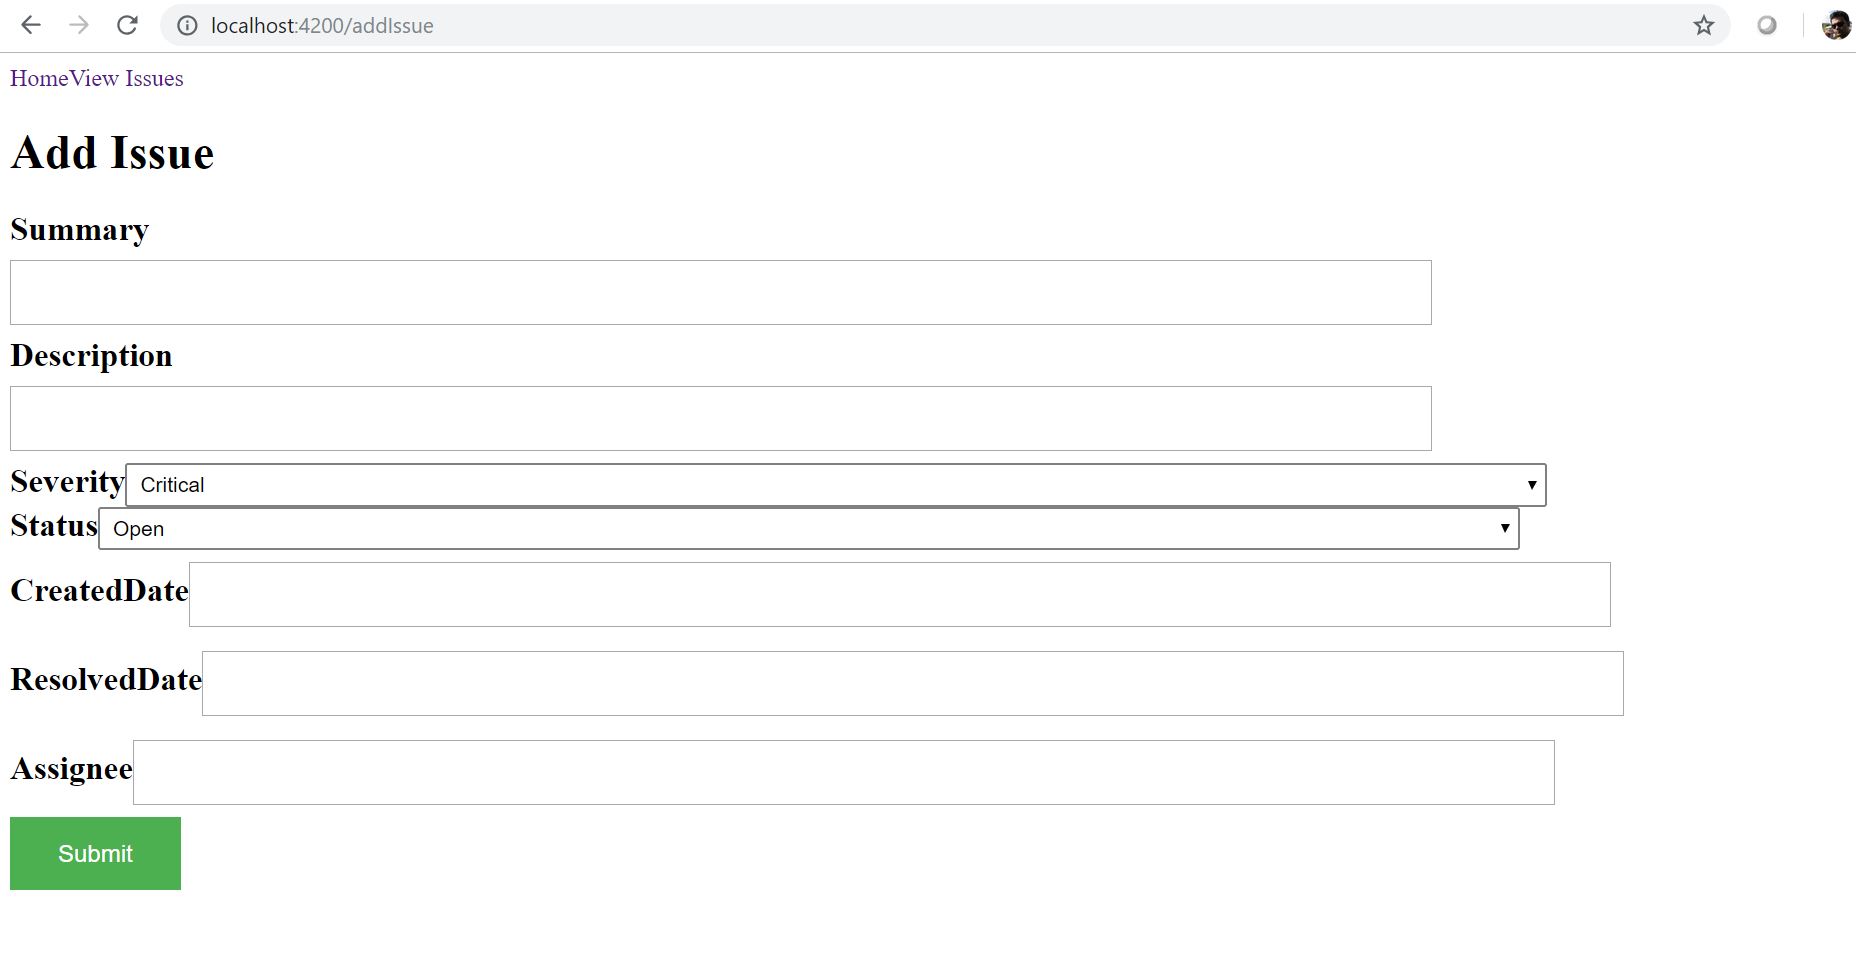 localhost:4200/addIssue
HomeView Issues
Add Issue
Summary
Description
Severity Critical
Status Open
CreatedDate
ResolvedDate
Assignee
Submit